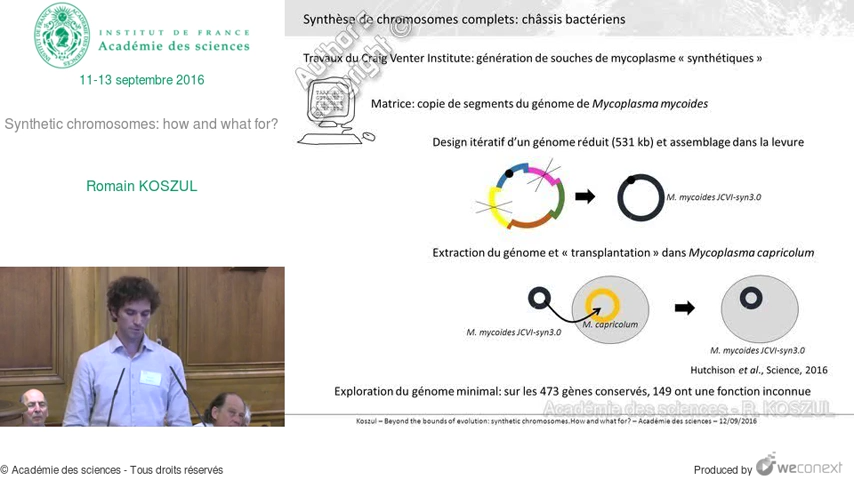 INSTITUT DE FRANCE
Académie des sciences
11-13 septembre 2016
Synthetic chromosomes: how and what for?
Romain KOSZUL
Synthèse de chromosomes complets: châssis bactériens
Author's Copyright ©
Travaux du Craig Venter Institute: génération de souches de mycoplasme « synthétiques »
Matrice: copie de segments du génome de Mycoplasma mycoides
Design itératif d'un génome réduit (531 kb) et assemblage dans la levure
M. mycoides JCVI-syn3.0
Extraction du génome et « transplantation » dans Mycoplasma capricolum
M. capricolum
M. mycoides JCVI-syn3.0
M. mycoides JCVI-syn3.0
Hutchison et al., Science, 2016
Exploration du génome minimal: sur les 473 gènes conservés, 149 ont une fonction inconnue
Académie des sciences - R. KOSZUL
Koszul – Beyond the bounds of evolution: synthetic chromosomes.How and what for? – Académie des sciences – 12/09/2016
© Académie des sciences - Tous droits réservés
Produced by weconext